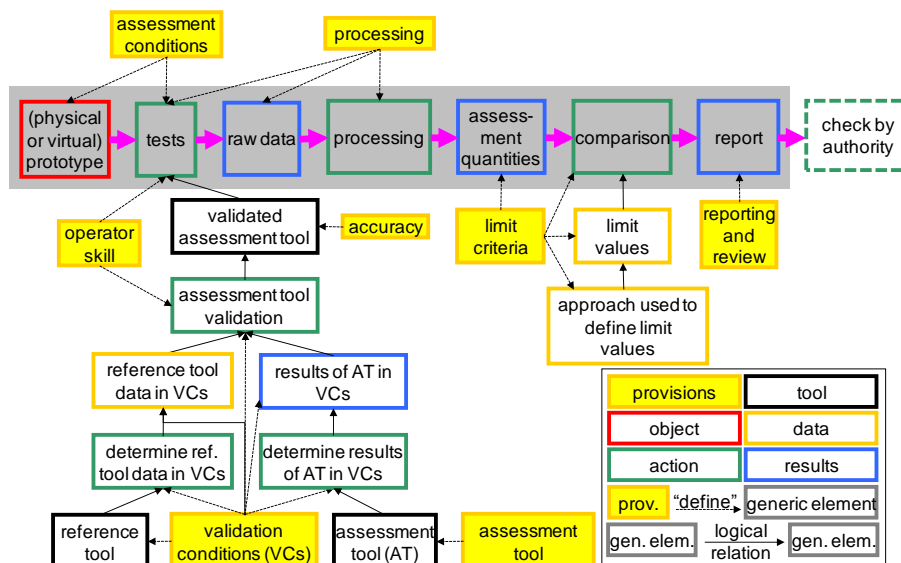 assessment
conditions
processing
(physical
or virtual)
prototype
tests
raw data
processing
assess-
ment
quantities
comparison
report
check by
authority
operator
skill
validated
assessment tool
accuracy
limit
criteria
limit
values
reporting
and
review
assessment tool
validation
approach used to
define limit
values
reference tool
data in VCs
results of AT in
VCs
determine ref.
tool data in VCs
determine results
of AT in VCs
reference
tool
validation
conditions (VCs)
assessment
tool (AT)
assessment
tool
provisions
tool
object
data
action
results
prov.
“define”
generic element
gen. elem.
logical
relation
gen. elem.